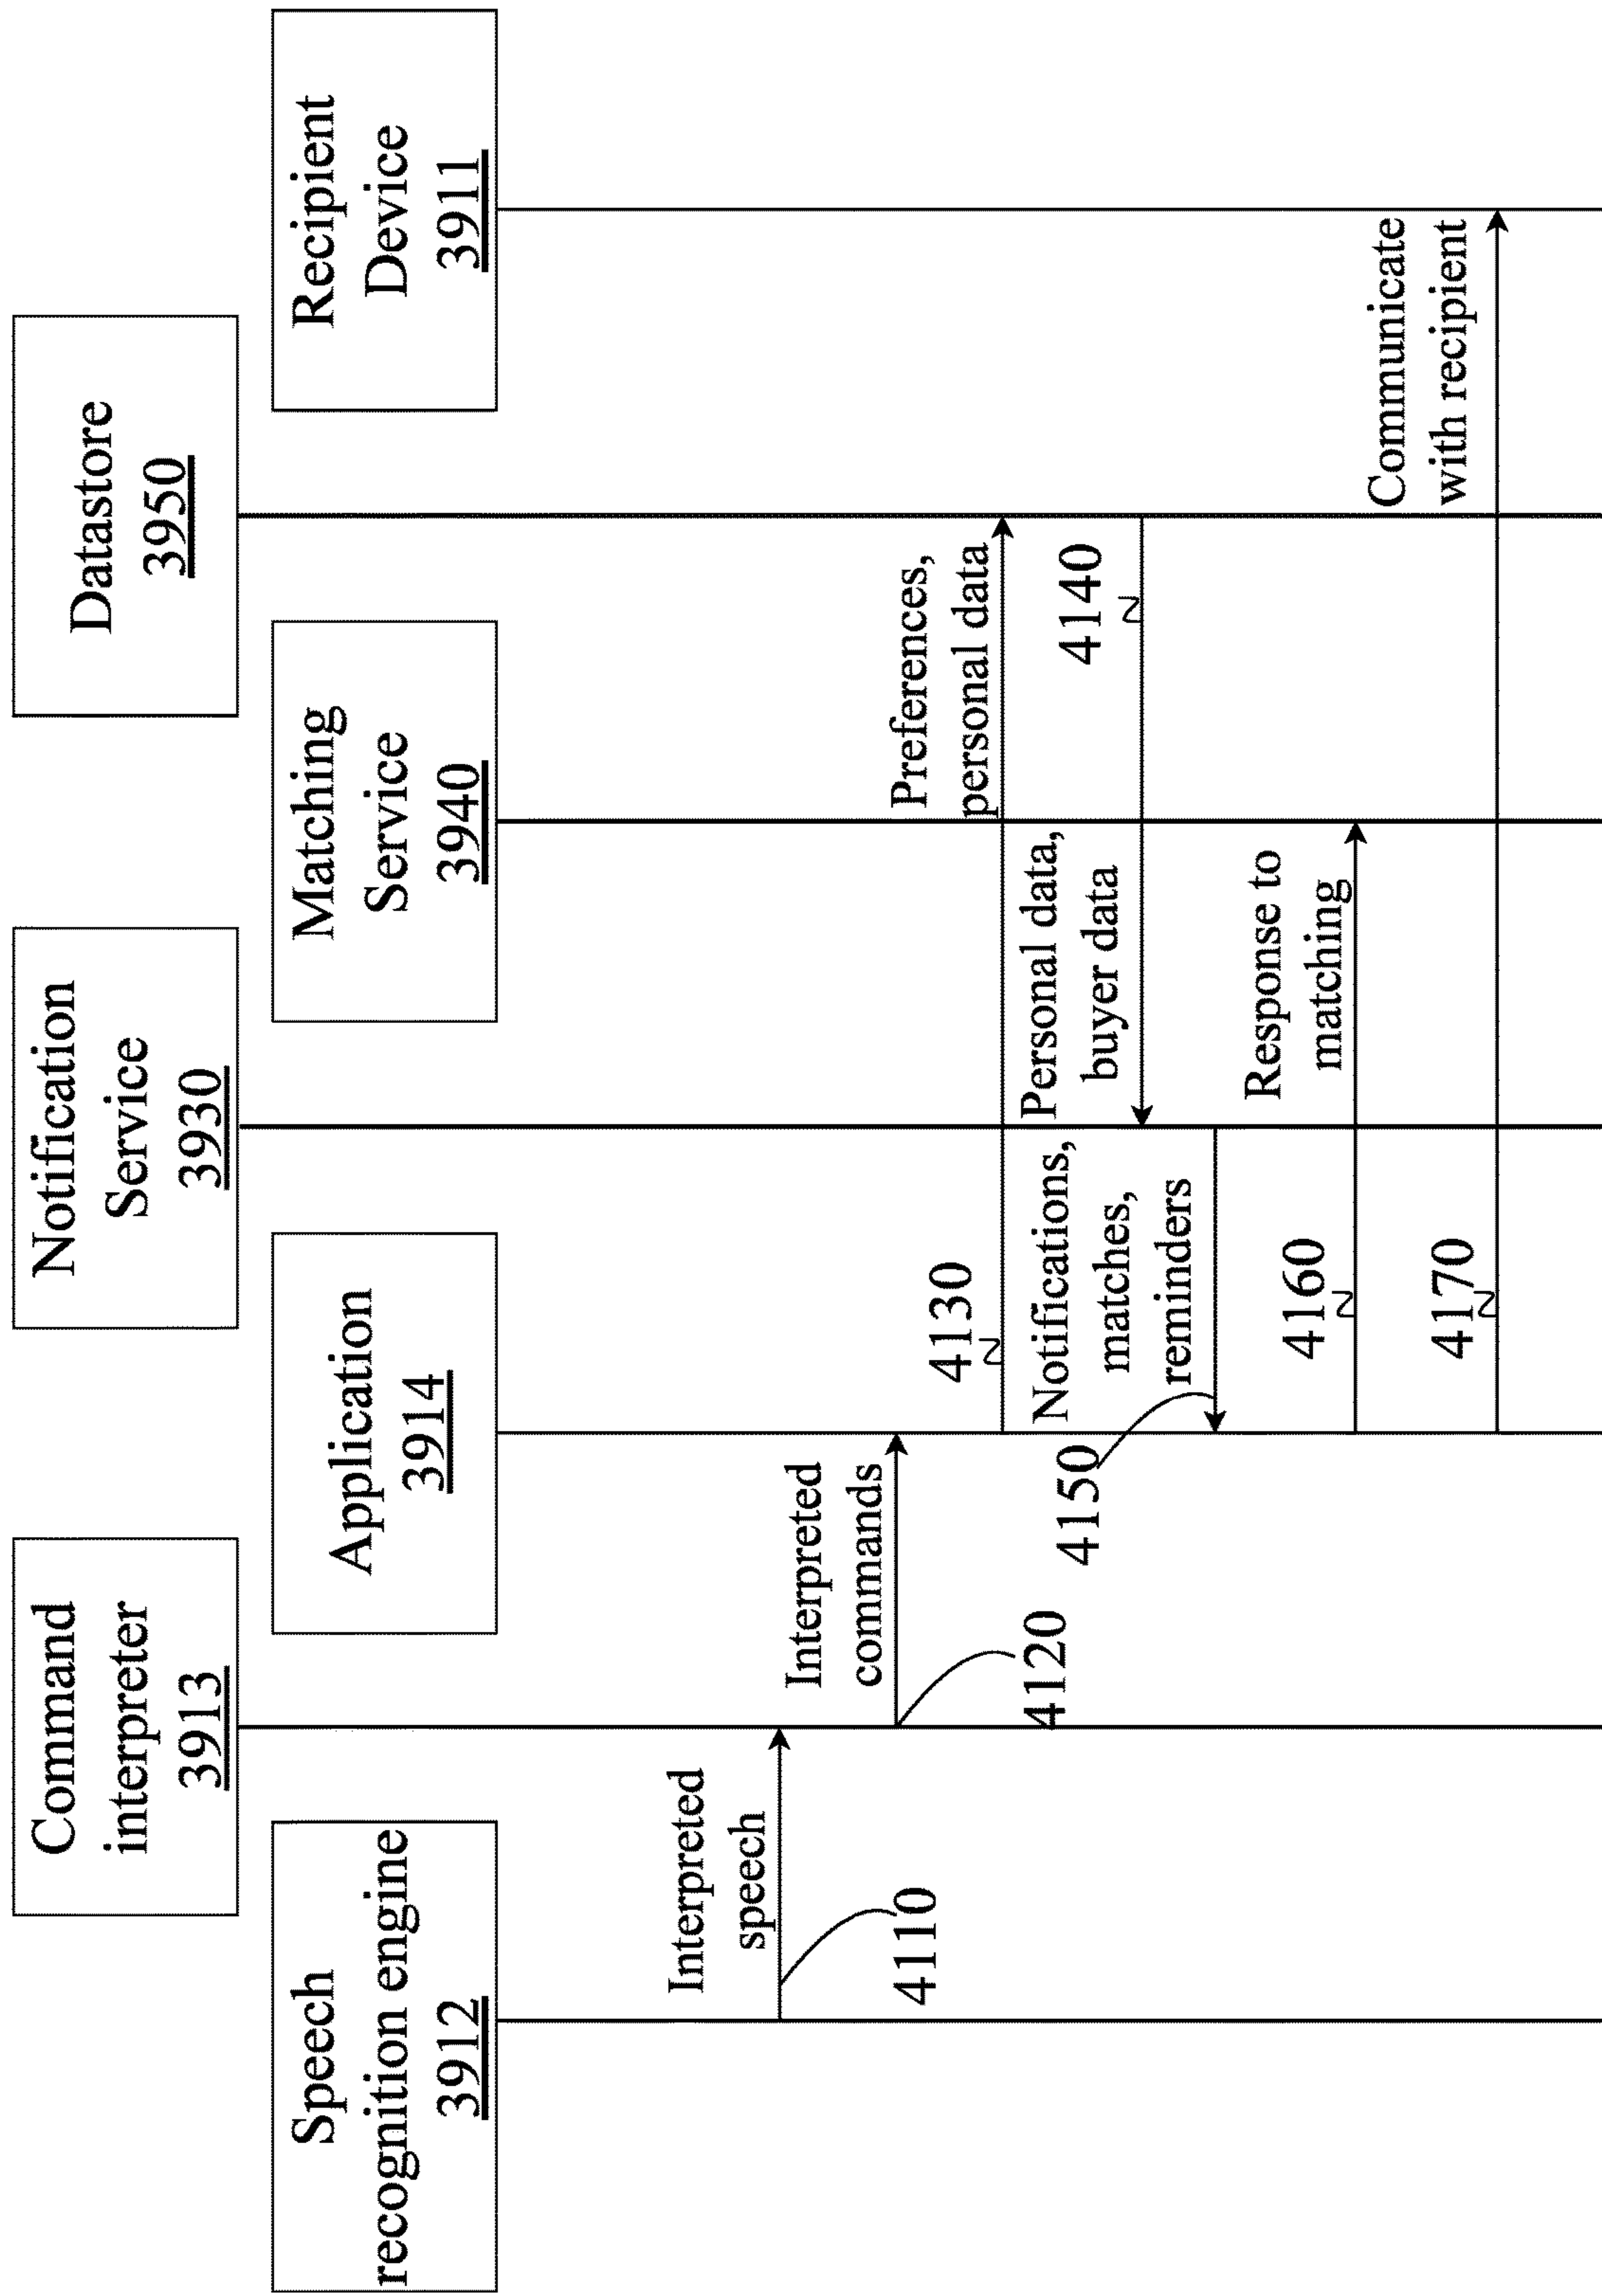 Command
interpreter
3913
Notification
Service
3930
Datastore
3950
Speech
recognition engine
3912
Application
3914
Matching
Service
3940
Recipient
Device
3911
Interpreted
speech
4110
Interpreted
commands
4120
Preferences,
personal data
4130
Personal data,
buyer data
4140
Notifications,
matches,
reminders
4150
Response to
matching
4160
Communicate
with recipient
4170